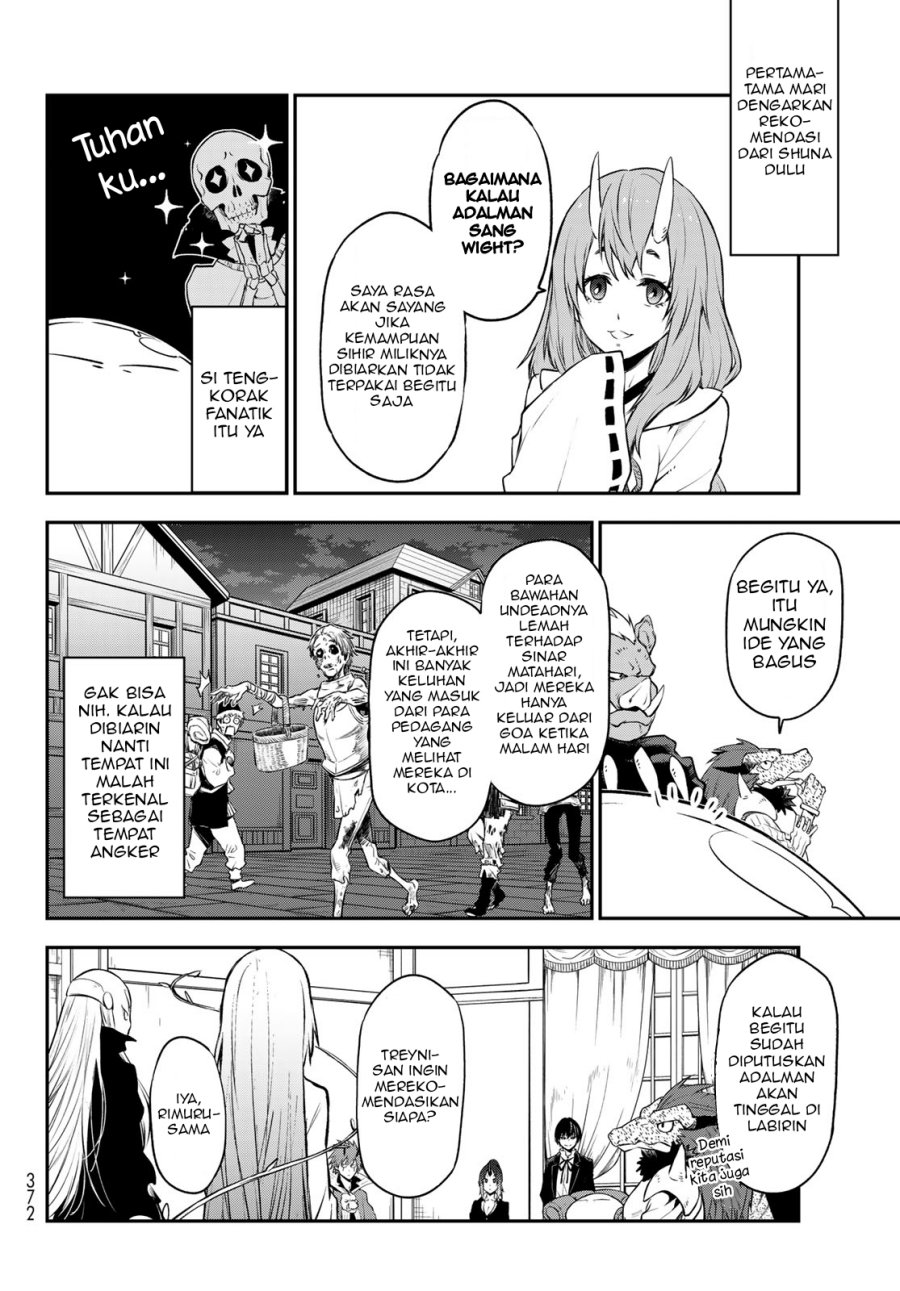 PERTAMA-
TAMA MARI
DENGARKAN
REKO-
MENDASI
DARI SHUNA
DULU
BAGAIMANA
KALAU
ADALMAN
SANG
WIGHT?
SAYA RASA
AKAN SAYANG
JIKA
KEMAMPUAN
SIHIR MILIKNYA
DIBIARKAN TIDAK
TERPAKAI BEGITU
SAJA
Tuhan
ku...
SI TENG-
KORAK
FANATIK
ITU YA
BEGITU YA,
ITU
MUNGKIN
IDE YANG
BAGUS
PARA
BAWAHAN
UNDEADNYA
LEMAH
TERHADAP
SINAR
MATAHARI,
JADI MEREKA
HANYA
KELUAR DARI
GOA KETIKA
MALAM HARI
TETAPI,
AKHIR-AKHIR
INI BANYAK
KELUHAN
YANG MASUK
DARI PARA
PEDAGANG
YANG
MELIHAT
MEREKA DI
KOTA...
GAK BISA
NIH. KALAU
DIBIARIN
NANTI
TEMPAT INI
MALAH
TERKENAL
SEBAGAI
TEMPAT
ANGKER
KALAU
BEGITU
SUDAH
DIPUTUSKAN
ADALMAN
AKAN
TINGGAL DI
LABIRIN
Demi
reputasi
kita juga
sih
TREYNI-
SAN INGIN
MEREKO-
MENDASIKAN
SIAPA?
IYA,
RIMURU-
SAMA
372